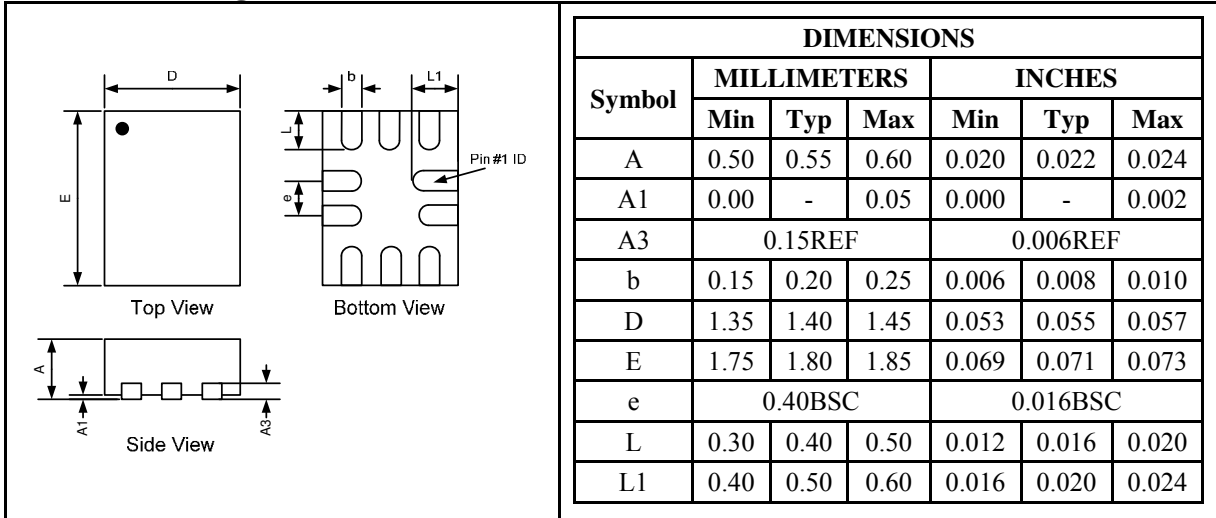 D
b
L1
L
Pin #1 ID
E
e
Top View
Bottom View
A
A1
A3
Side View
DIMENSIONS
Symbol MILLIMETERS INCHES
Min Typ Max Min Typ Max
A 0.50 0.55 0.60 0.020 0.022 0.024
A1 0.00 - 0.05 0.000 - 0.002
A3 0.15REF 0.006REF
b 0.15 0.20 0.25 0.006 0.008 0.010
D 1.35 1.40 1.45 0.053 0.055 0.057
E 1.75 1.80 1.85 0.069 0.071 0.073
e 0.40BSC 0.016BSC
L 0.30 0.40 0.50 0.012 0.016 0.020
L1 0.40 0.50 0.60 0.016 0.020 0.024